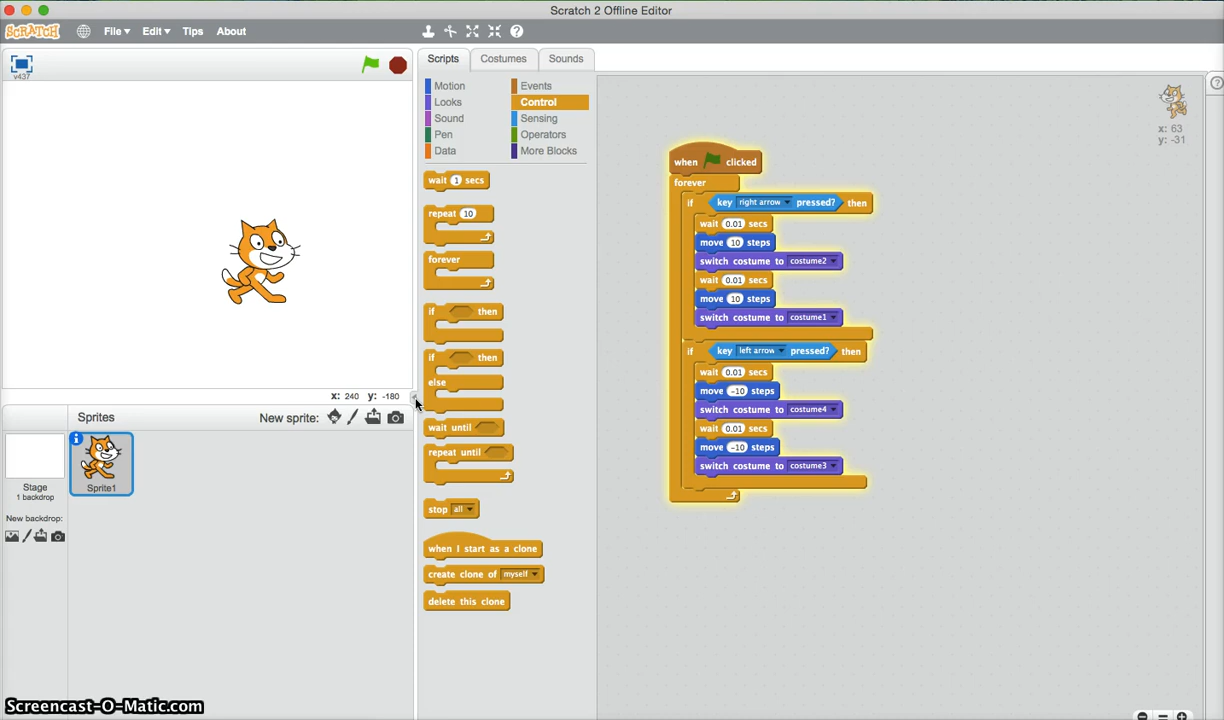 Scratch 2 Offline Editor
SCRATCH File Edit Tips About
v437
Scripts Costumes Sounds
Motion Events
Looks Control
Sound Sensing
Pen Operators
Data More Blocks
wait 1 secs
repeat 10
forever
if then
if then
else
wait until
repeat until
stop all
when I start as a clone
create clone of myself
delete this clone
x: 240 y: -180
Sprites New sprite:
Sprite1
Stage
1 backdrop
New backdrop:
when clicked
forever
if key right arrow pressed? then
wait 0.01 secs
move 10 steps
switch costume to costume2
wait 0.01 secs
move 10 steps
switch costume to costume1
if key left arrow pressed? then
wait 0.01 secs
move -10 steps
switch costume to costume4
wait 0.01 secs
move -10 steps
switch costume to costume3
x: 63
y: -31
Screencast-O-Matic.com